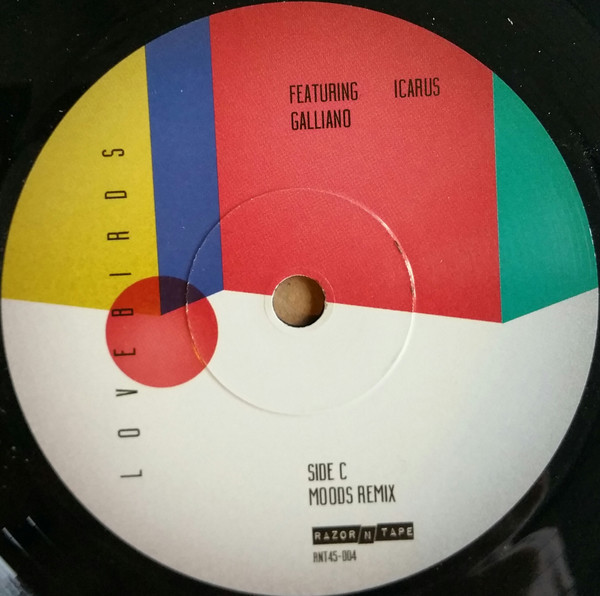 FEATURING ICARUS
GALLIANO
LOVEBIRDS
SIDE C
MOODS REMIX
RAZOR N TAPE
RNT45-004